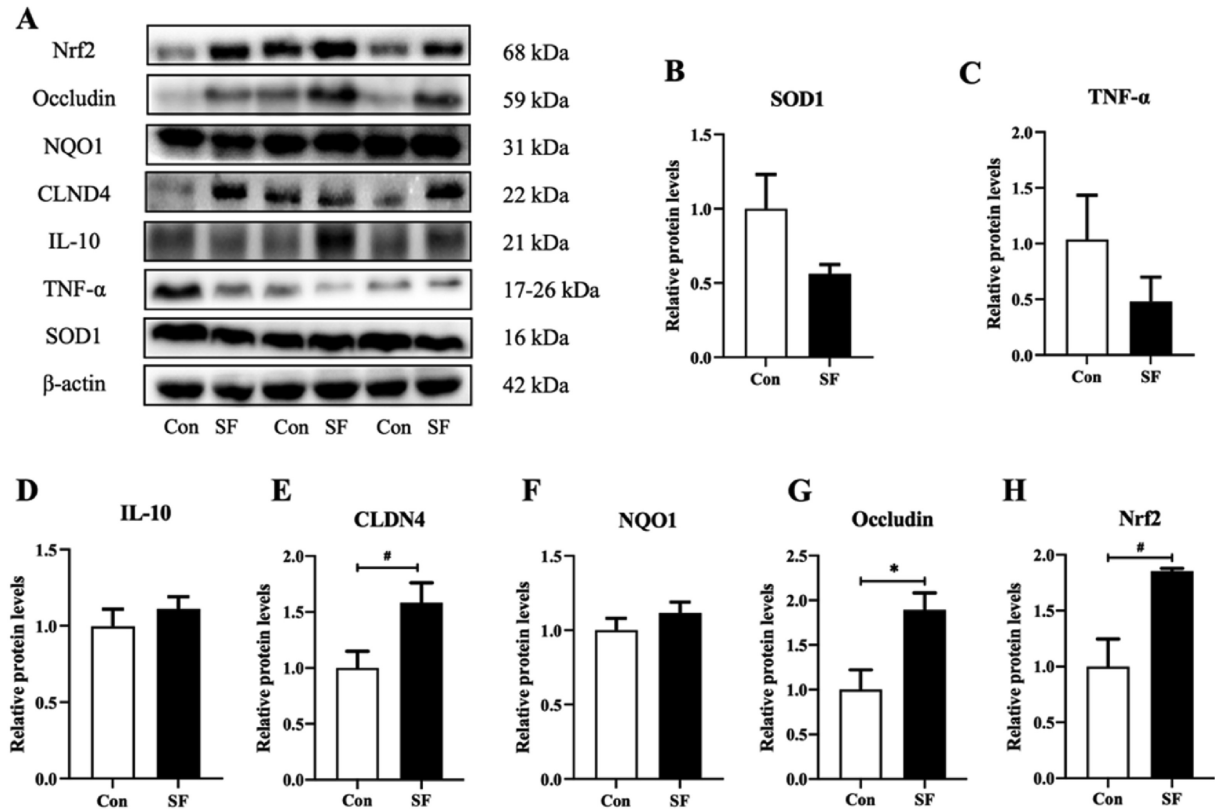 A
Nrf2 68 kDa
Occludin 59 kDa
NQO1 31 kDa
CLND4 22 kDa
IL-10 21 kDa
TNF-α 17-26 kDa
SOD1 16 kDa
β-actin 42 kDa
Con SF Con SF Con SF
B
SOD1
Relative protein levels
1.5
1.0
0.5
0.0
Con SF
C
TNF-α
Relative protein levels
2.0
1.5
1.0
0.5
0.0
Con SF
D
IL-10
Relative protein levels
1.5
1.0
0.5
0.0
Con SF
E
CLDN4
#
Relative protein levels
2.0
1.5
1.0
0.5
0.0
Con SF
F
NQO1
Relative protein levels
1.5
1.0
0.5
0.0
Con SF
G
Occludin
*
Relative protein levels
2.5
2.0
1.5
1.0
0.5
0.0
Con SF
H
Nrf2
#
Relative protein levels
2.0
1.5
1.0
0.5
0.0
Con SF